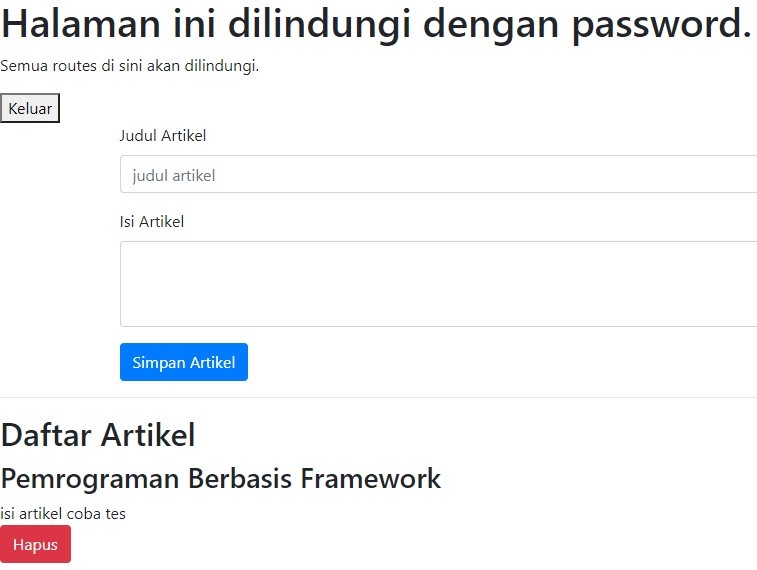 Halaman ini dilindungi dengan password.
Semua routes di sini akan dilindungi.
Keluar
Judul Artikel
judul artikel
Isi Artikel
Simpan Artikel
Daftar Artikel
Pemrograman Berbasis Framework
isi artikel coba tes
Hapus